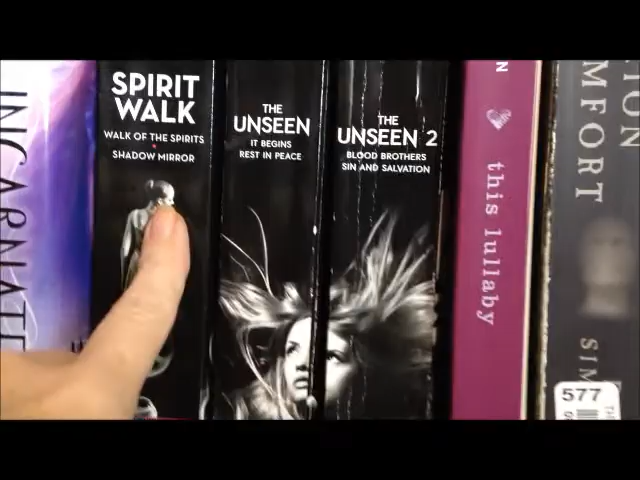 INCARNATE
SPIRIT
WALK
WALK OF THE SPIRITS
SHADOW MIRROR
THE
UNSEEN
IT BEGINS
REST IN PEACE
THE
UNSEEN 2
BLOOD BROTHERS
SIN AND SALVATION
N
this lullaby
MFORT
SIM
577